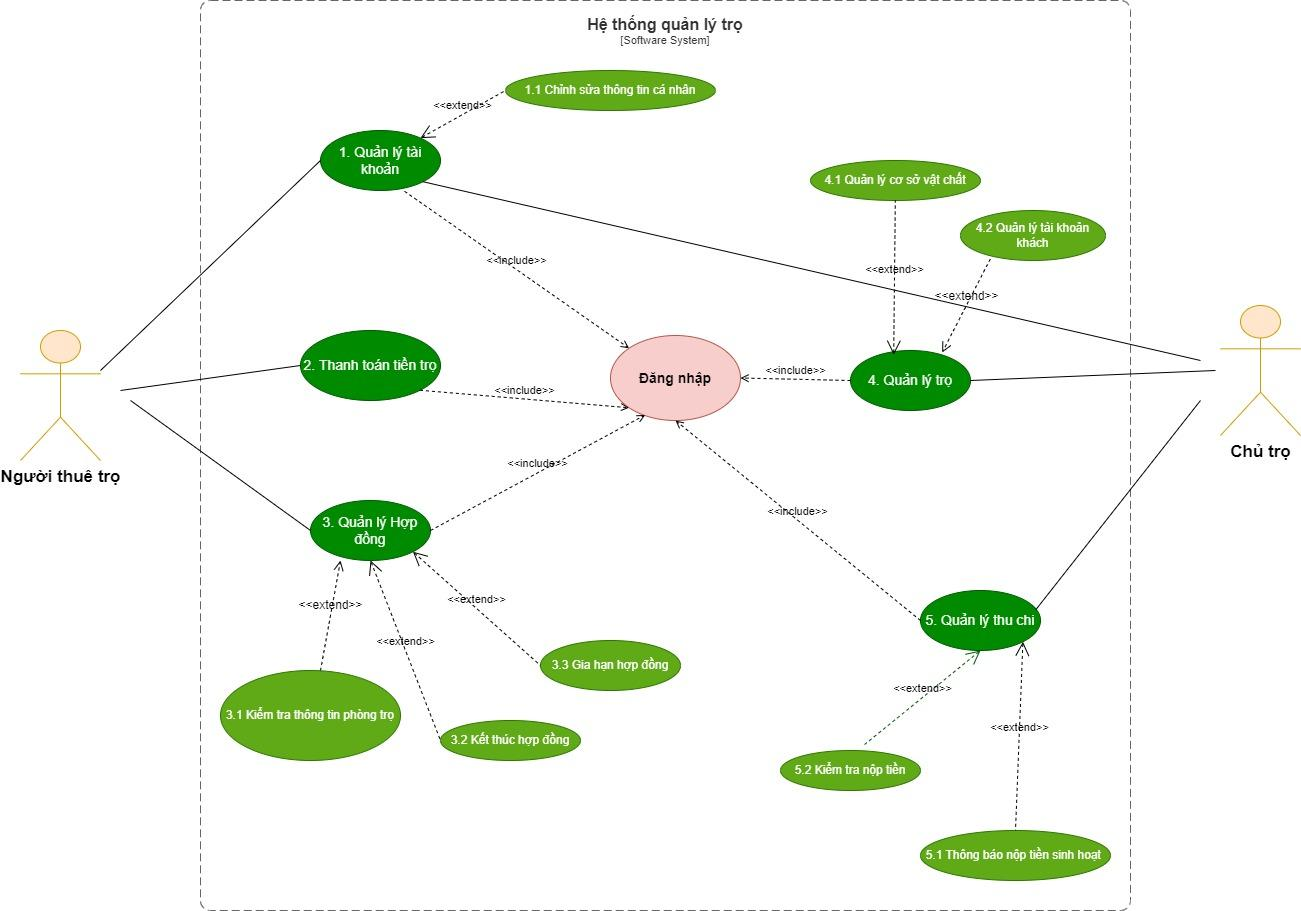 Hệ thống quản lý trọ
[Software System]
1.1 Chỉnh sửa thông tin cá nhân
<<extend>>
1. Quản lý tài
khoản
4.1 Quản lý cơ sở vật chất
4.2 Quản lý tài khoản
khách
<<include>>
<<extend>>
<<extend>>
2. Thanh toán tiền trọ
<<include>>
Đăng nhập
<<include>>
4. Quản lý trọ
Người thuê trọ
Chủ trọ
<<include>>
3. Quản lý Hợp
đồng
<<include>>
<<extend>>
<<extend>>
<<extend>>
5. Quản lý thu chi
3.3 Gia hạn hợp đồng
3.1 Kiểm tra thông tin phòng trọ
3.2 Kết thúc hợp đồng
<<extend>>
<<extend>>
5.2 Kiểm tra nộp tiền
5.1 Thông báo nộp tiền sinh hoạt